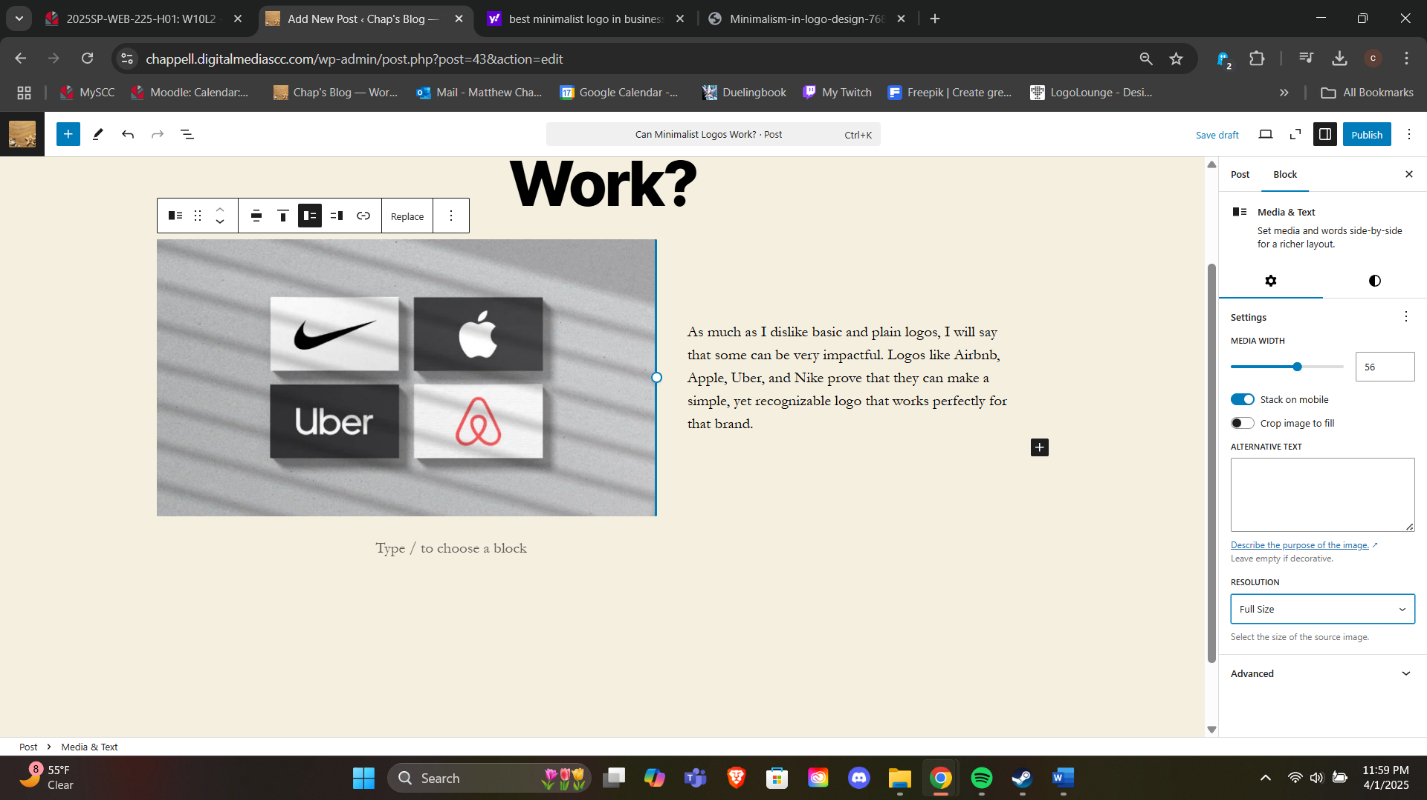 2025SP-WEB-225-H01: W10L2
Add New Post ‹ Chap's Blog —
best minimalist logo in business
Minimalism-in-logo-design-768
chappell.digitalmediascc.com/wp-admin/post.php?post=43&action=edit
2
c
MySCC
Moodle: Calendar:...
Chap's Blog — Wor...
Mail - Matthew Cha...
17
Google Calendar -...
Duelingbook
My Twitch
Freepik | Create gre...
LogoLounge - Desi...
»
All Bookmarks
Can Minimalist Logos Work? · Post
Ctrl+K
Save draft
Publish
Work?
Replace
Uber
As much as I dislike basic and plain logos, I will say
that some can be very impactful. Logos like Airbnb,
Apple, Uber, and Nike prove that they can make a
simple, yet recognizable logo that works perfectly for
that brand.
Type / to choose a block
Post
Block
Media & Text
Set media and words side-by-side
for a richer layout.
Settings
MEDIA WIDTH
56
Stack on mobile
Crop image to fill
ALTERNATIVE TEXT
Describe the purpose of the image. ↗
Leave empty if decorative.
RESOLUTION
Full Size
Select the size of the source image.
Advanced
Post › Media & Text
8
55°F
Clear
Search
11:59 PM
4/1/2025